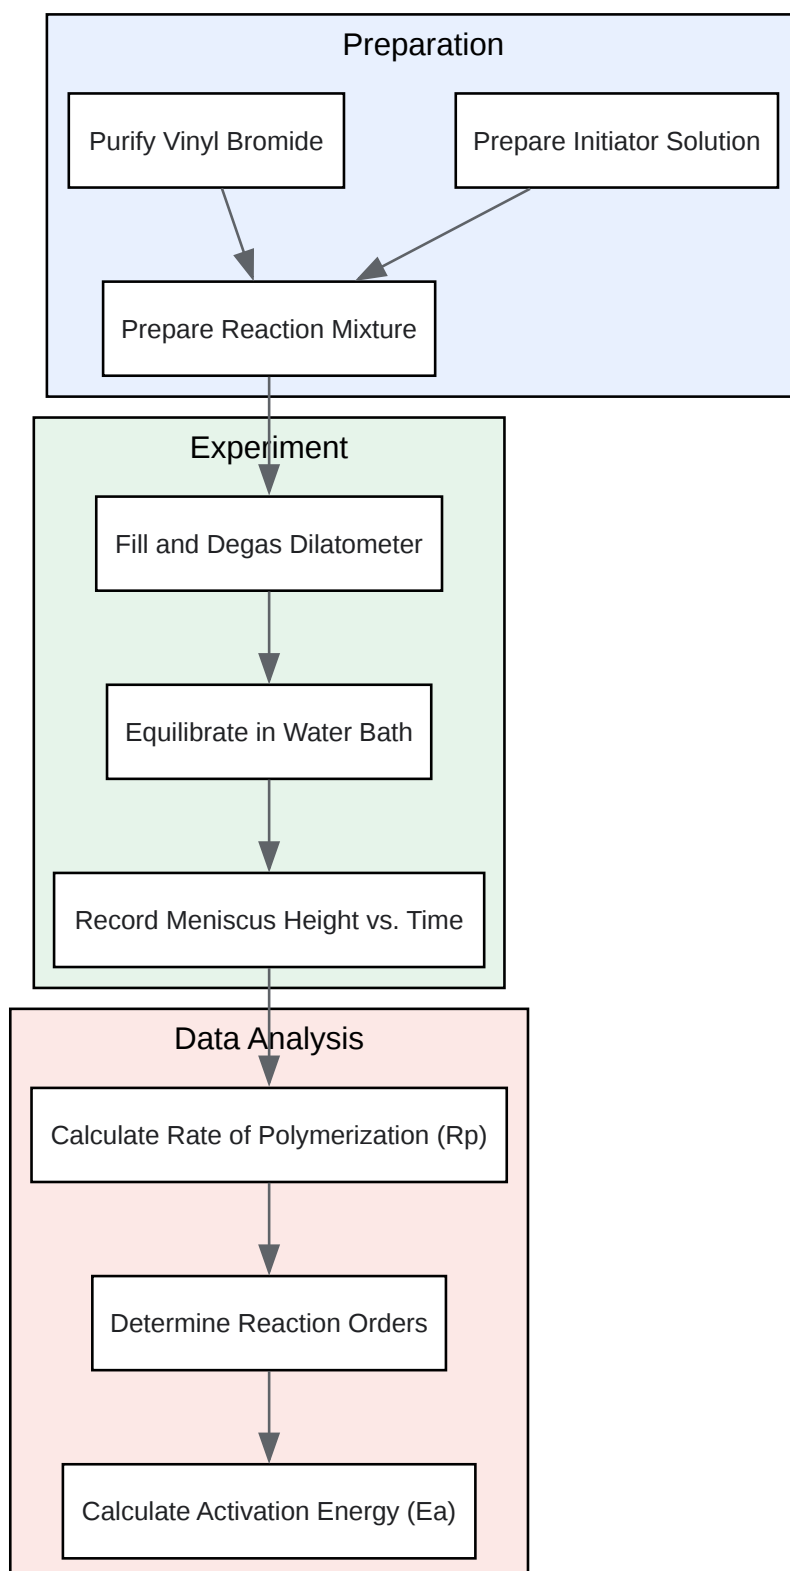 Preparation
Purify Vinyl Bromide
Prepare Initiator Solution
Prepare Reaction Mixture
Experiment
Fill and Degas Dilatometer
Equilibrate in Water Bath
Record Meniscus Height vs. Time
Data Analysis
Calculate Rate of Polymerization (Rp)
Determine Reaction Orders
Calculate Activation Energy (Ea)